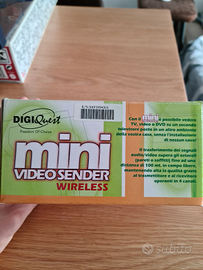 DIGIQuest
Freedom Of Choice
mini
VIDEO SENDER
WIRELESS
Con il mini è possibile vedere
TV, video o DVD su un secondo
televisore posto in un altro ambiente
della vostra casa, senza l'installazione
di nessun cavo!
Il trasferimento dei segnali
audio/video supera gli ostacoli
(pareti e soffitti) fino ad una
distanza di 100 mt. in campo libero,
mantenendo alta la qualità grazie
al trasmettitore e al ricevitore
operanti in 4 canali
subito